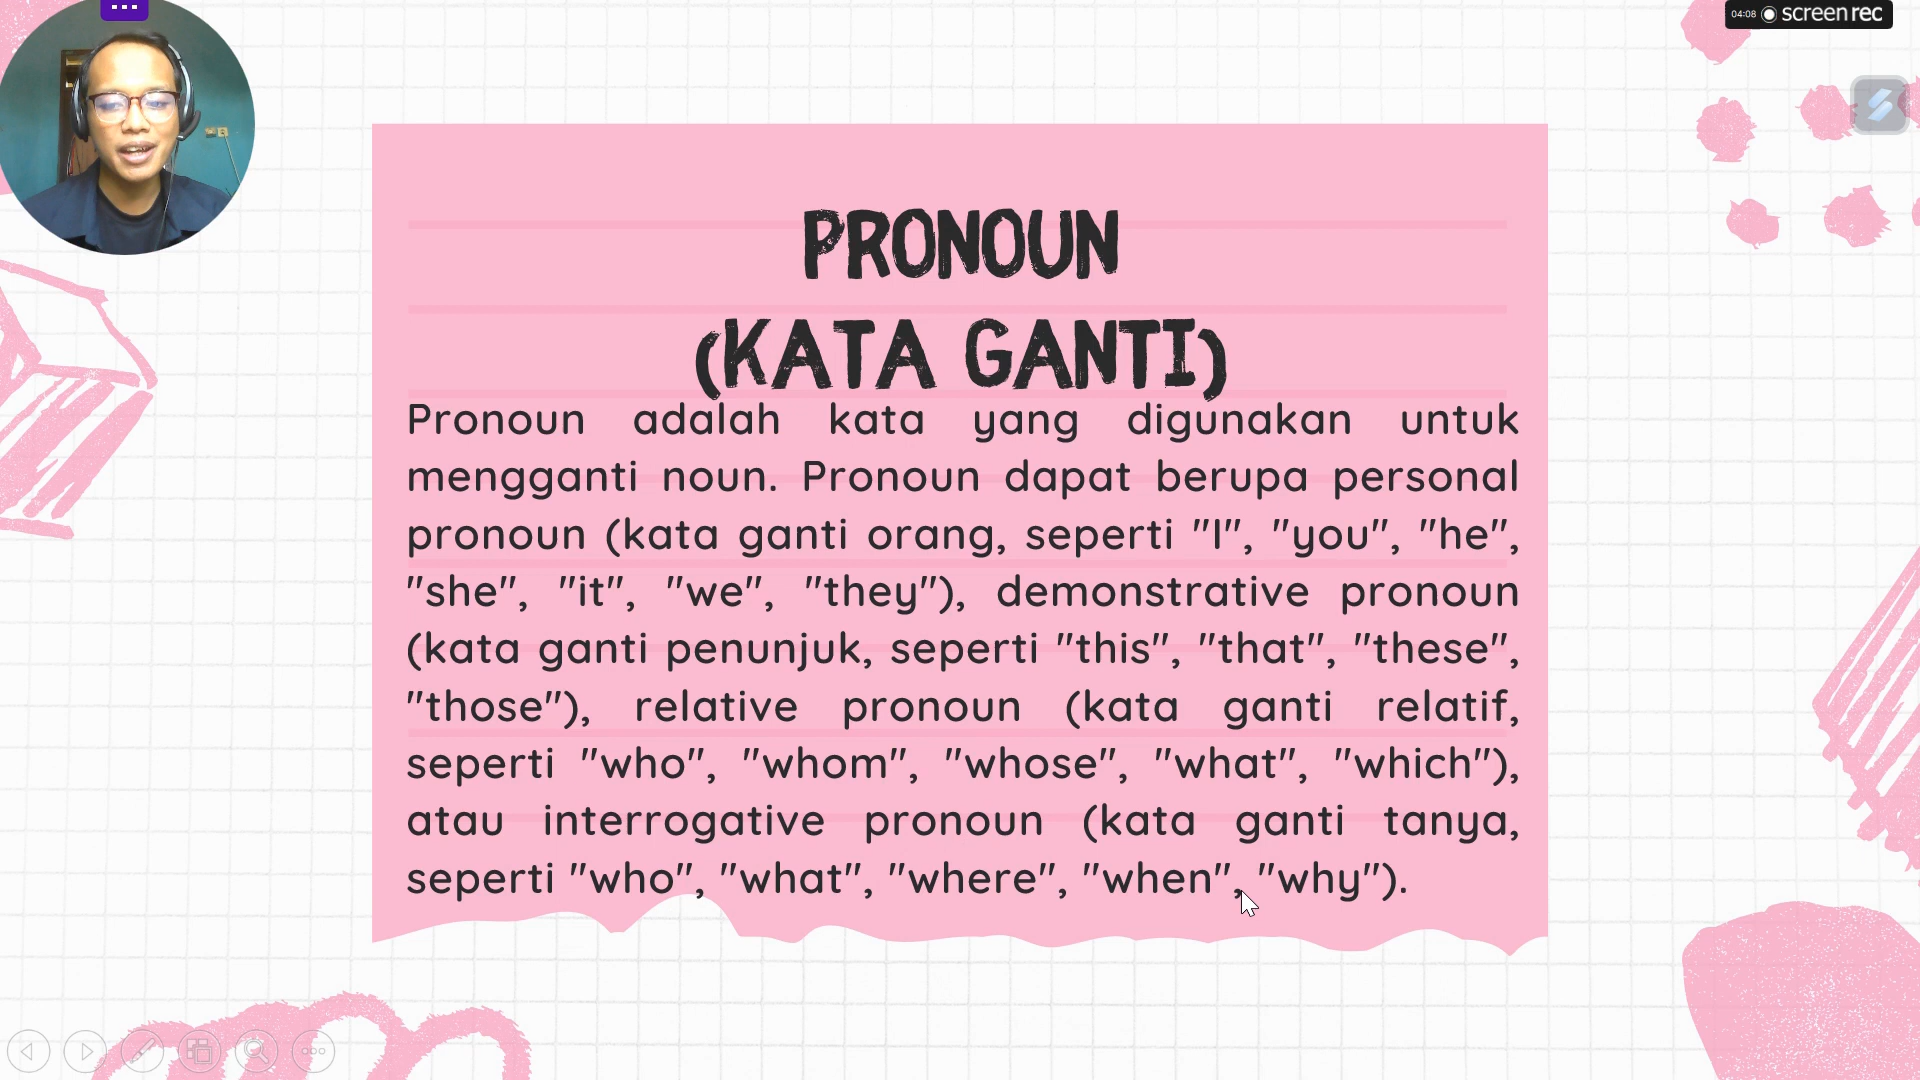 04:08 screenrec
PRONOUN
(KATA GANTI)
Pronoun adalah kata yang digunakan untuk
mengganti noun. Pronoun dapat berupa personal
pronoun (kata ganti orang, seperti "I", "you", "he",
"she", "it", "we", "they"), demonstrative pronoun
(kata ganti penunjuk, seperti "this", "that", "these",
"those"), relative pronoun (kata ganti relatif,
seperti "who", "whom", "whose", "what", "which"),
atau interrogative pronoun (kata ganti tanya,
seperti "who", "what", "where", "when", "why").